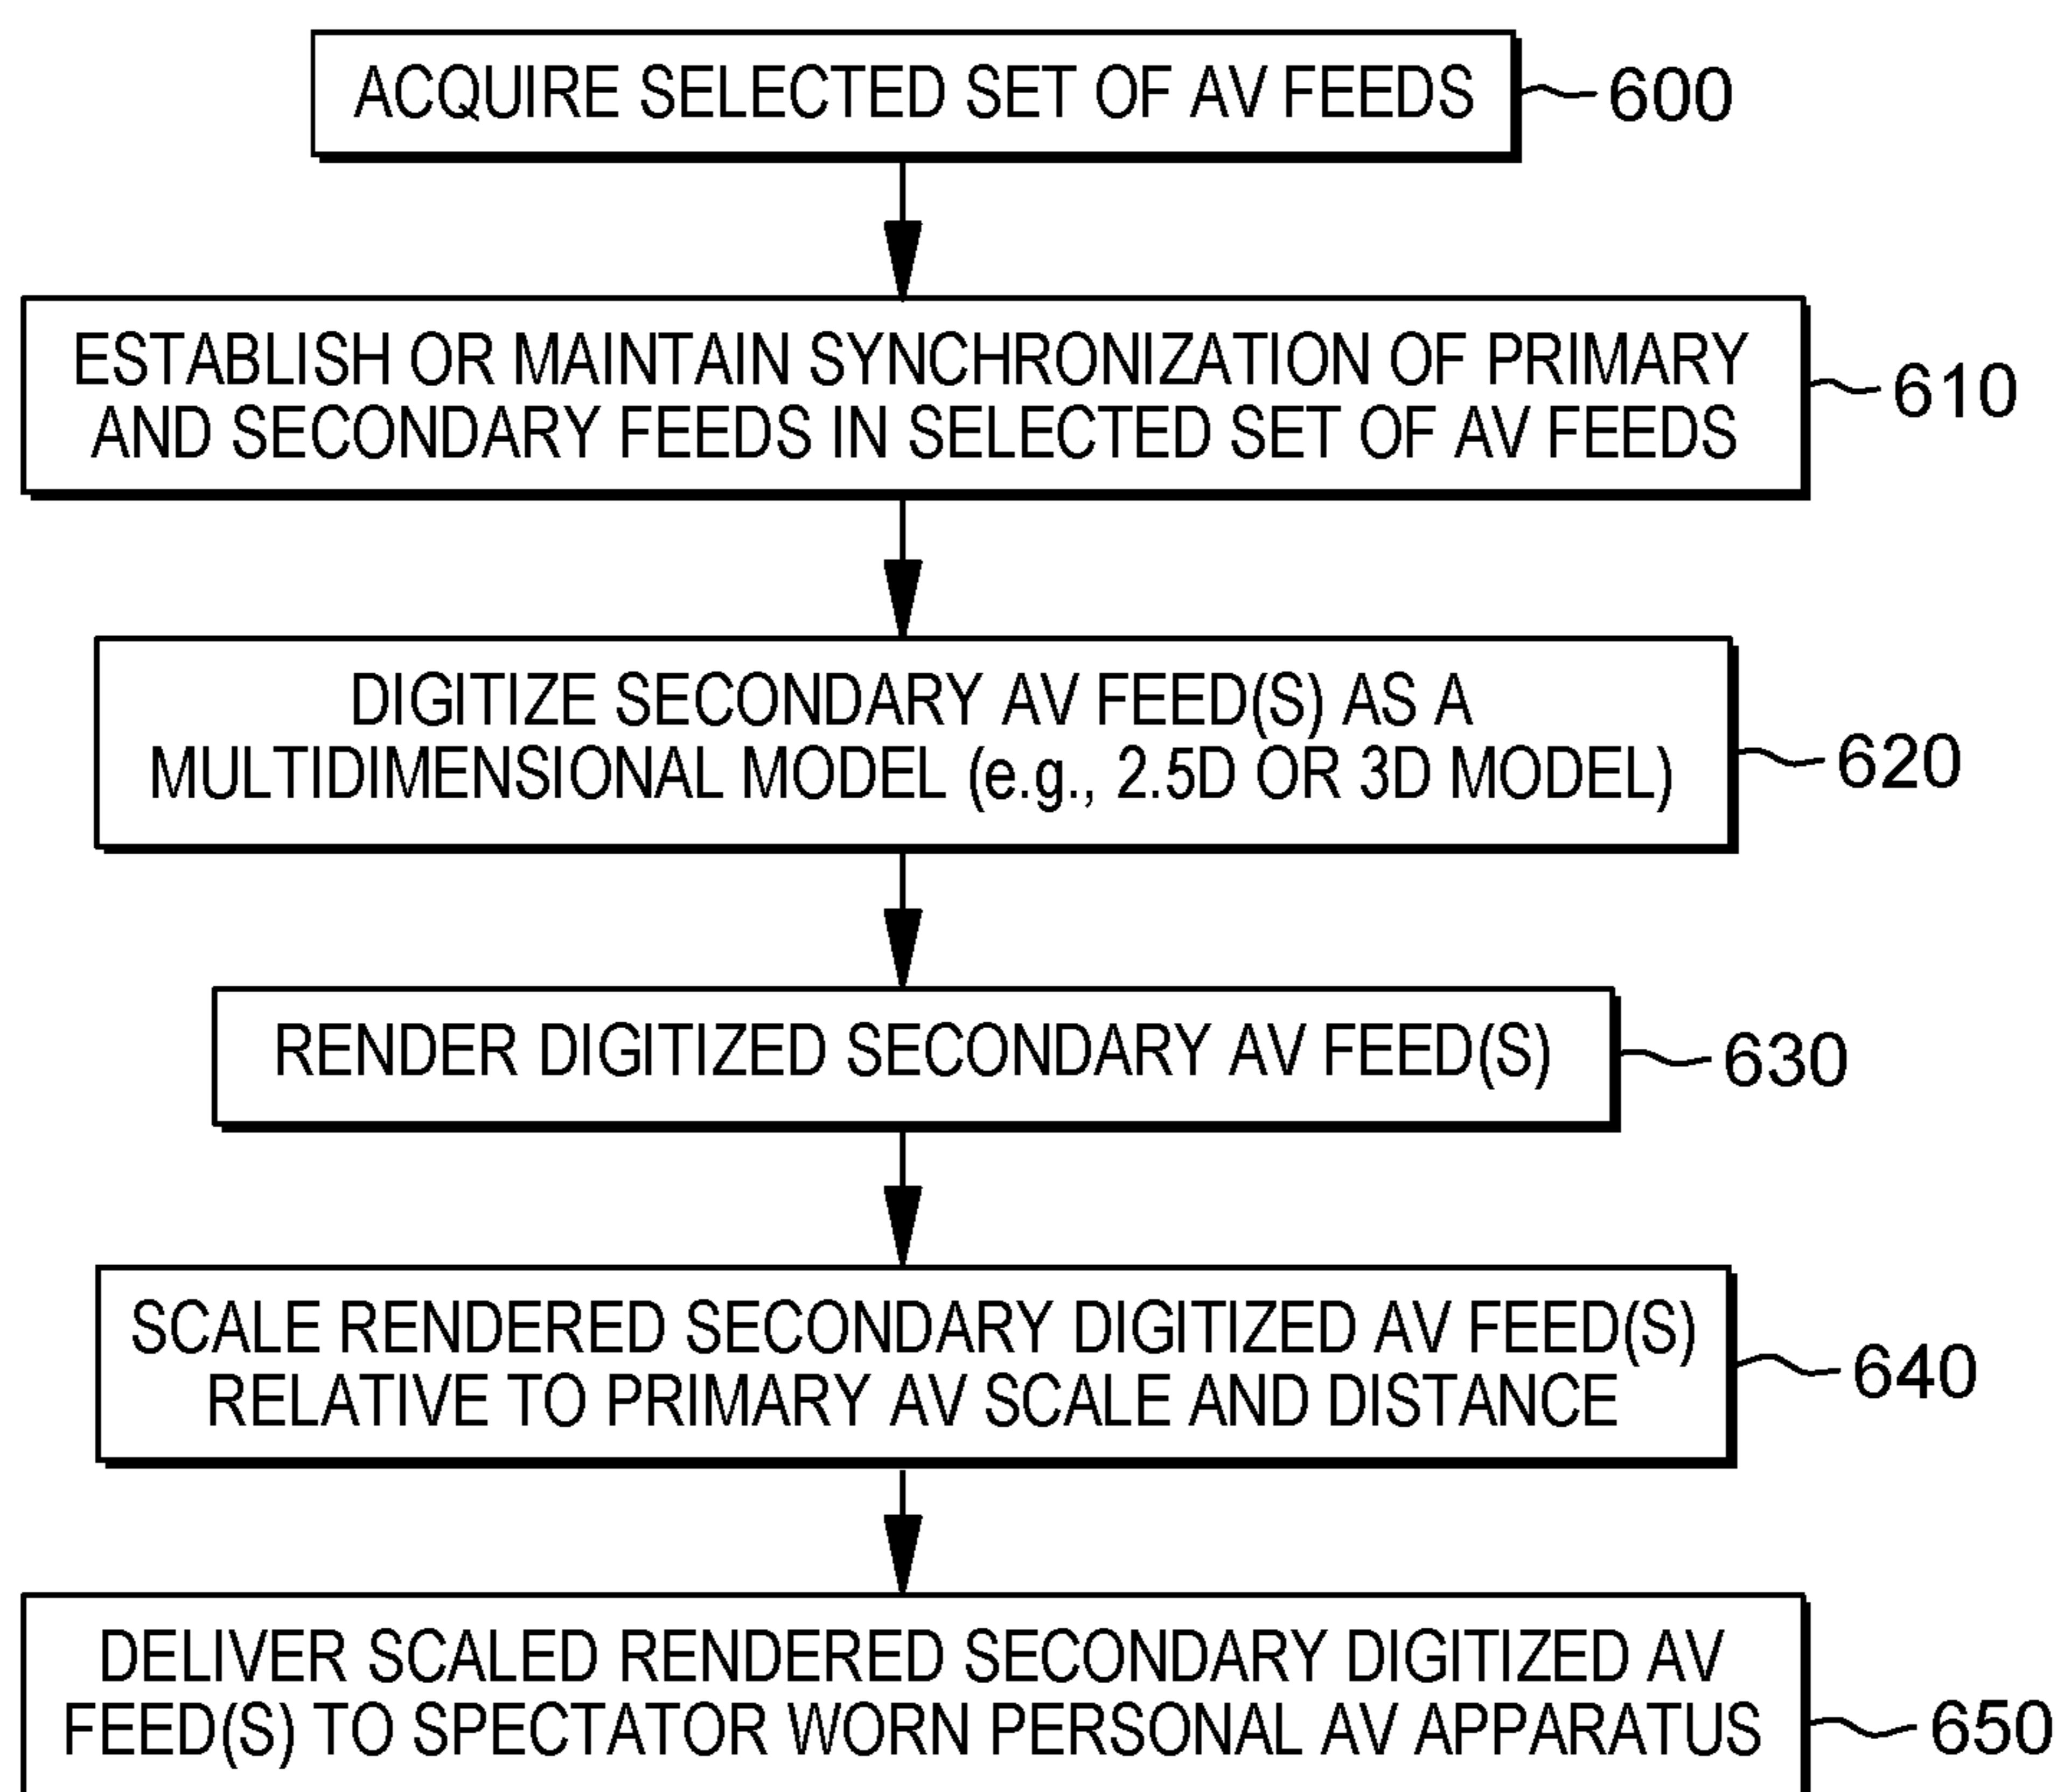 ACQUIRE SELECTED SET OF AV FEEDS
600
ESTABLISH OR MAINTAIN SYNCHRONIZATION OF PRIMARY
AND SECONDARY FEEDS IN SELECTED SET OF AV FEEDS
610
DIGITIZE SECONDARY AV FEED(S) AS A
MULTIDIMENSIONAL MODEL (e.g., 2.5D OR 3D MODEL)
620
RENDER DIGITIZED SECONDARY AV FEED(S)
630
SCALE RENDERED SECONDARY DIGITIZED AV FEED(S)
RELATIVE TO PRIMARY AV SCALE AND DISTANCE
640
DELIVER SCALED RENDERED SECONDARY DIGITIZED AV
FEED(S) TO SPECTATOR WORN PERSONAL AV APPARATUS
650